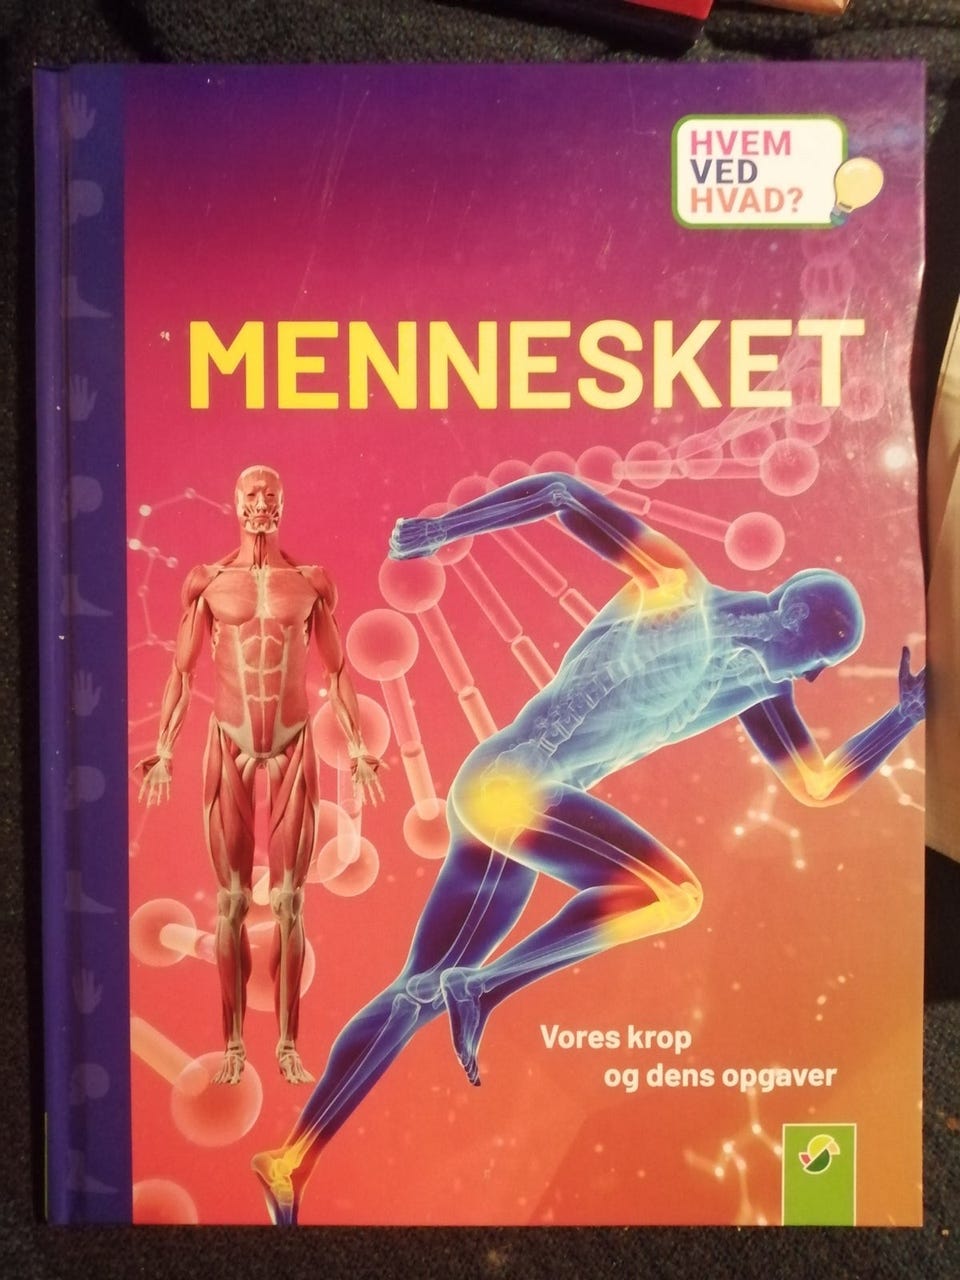 HVEM
VED
HVAD?
MENNESKET
Vores krop
og dens opgaver